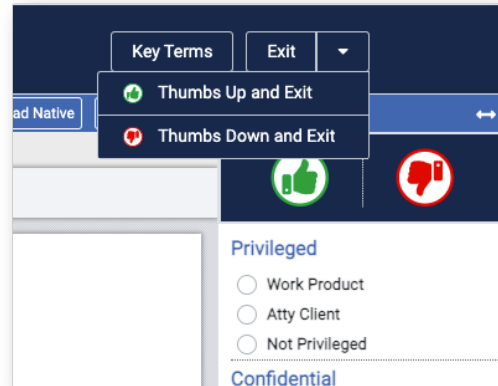 Key Terms
Exit
Thumbs Up and Exit
ad Native
Thumbs Down and Exit
Privileged
Work Product
Atty Client
Not Privileged
Confidential